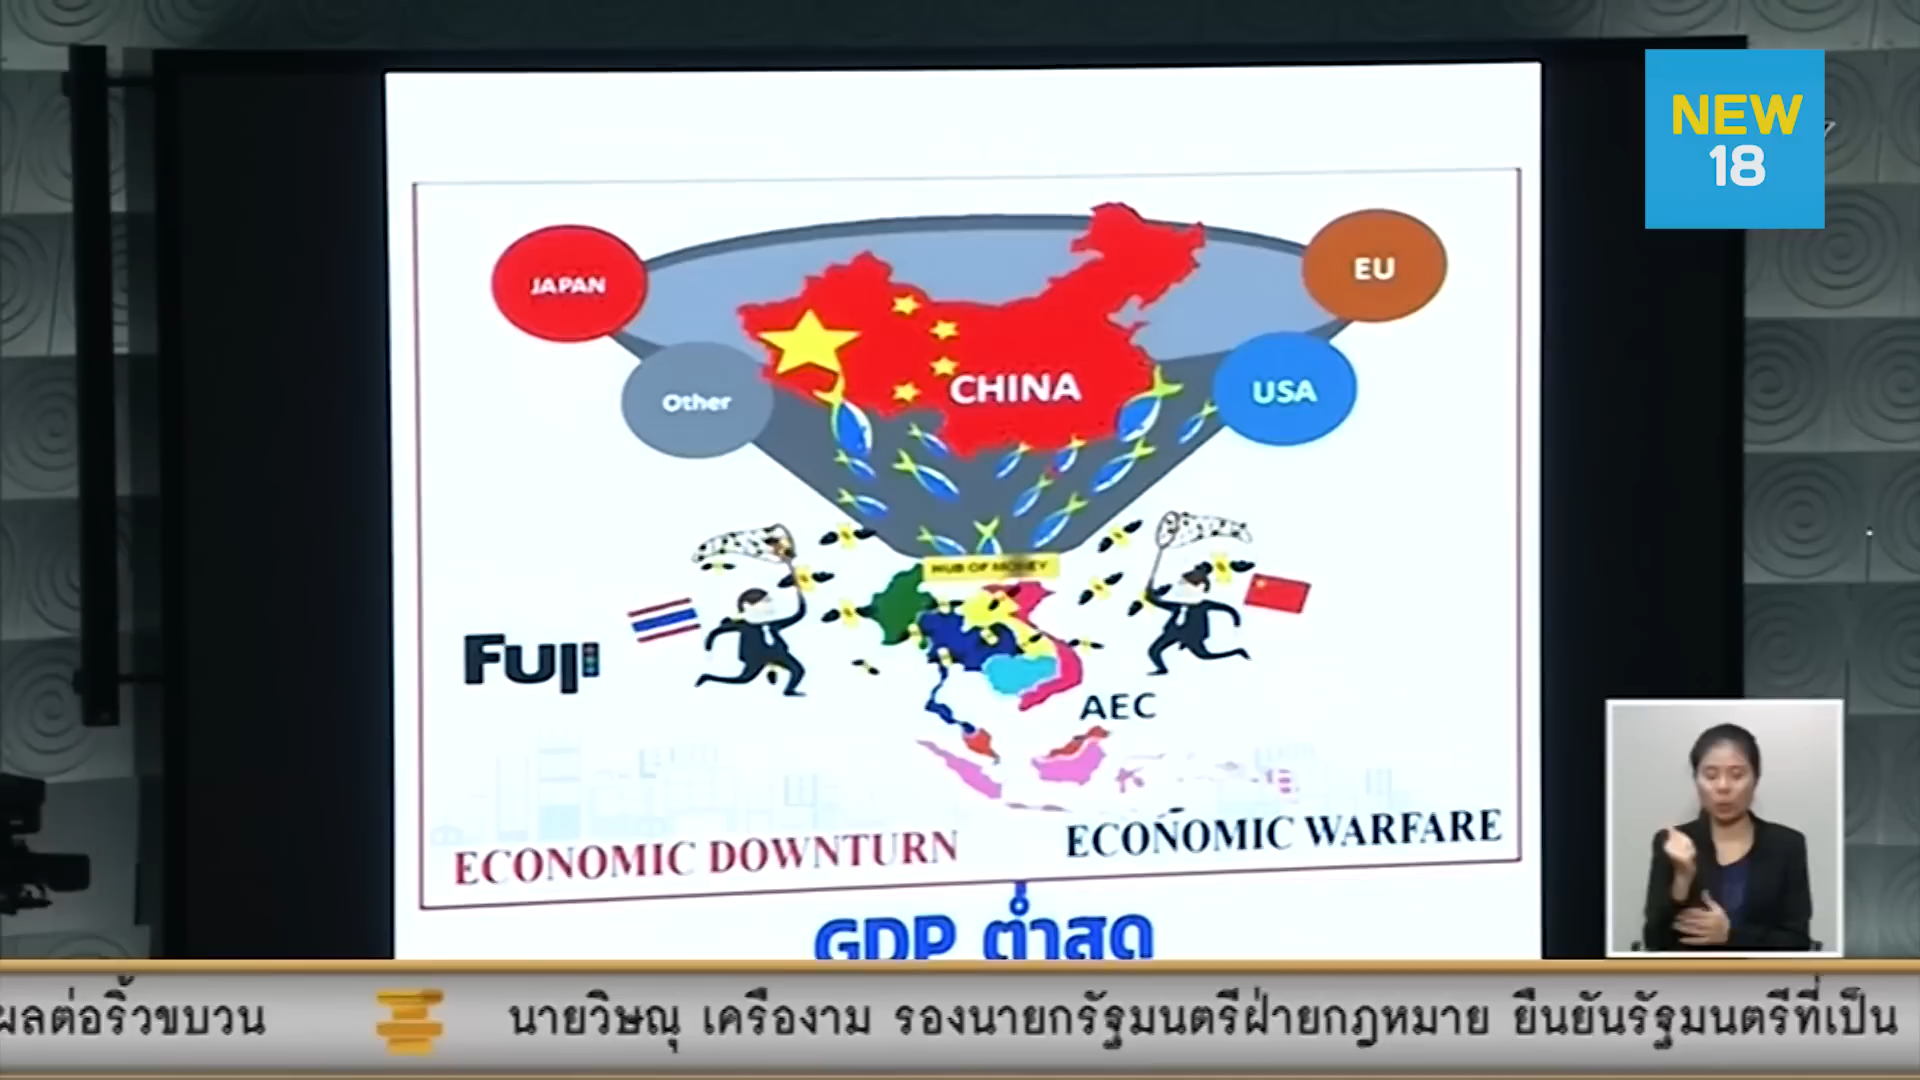 NEW
18
JAPAN
EU
Other
CHINA
USA
HUB OF MONEY
Fuji
AEC
ECONOMIC DOWNTURN
ECONOMIC WARFARE
GDP ต่ำสุด
ผลต่อริ้วขบวน
นายวิษณุ เครืองาม รองนายกรัฐมนตรีฝ่ายกฎหมาย ยืนยันรัฐมนตรีที่เป็น